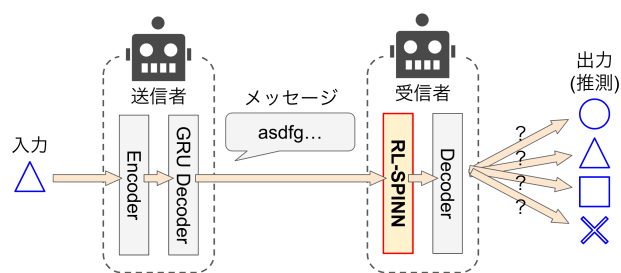 送信者
受信者
出力
(推測)
メッセージ
入力
asdfg…
Encoder
GRU Decoder
RL-SPINN
Decoder
?
?
?
?